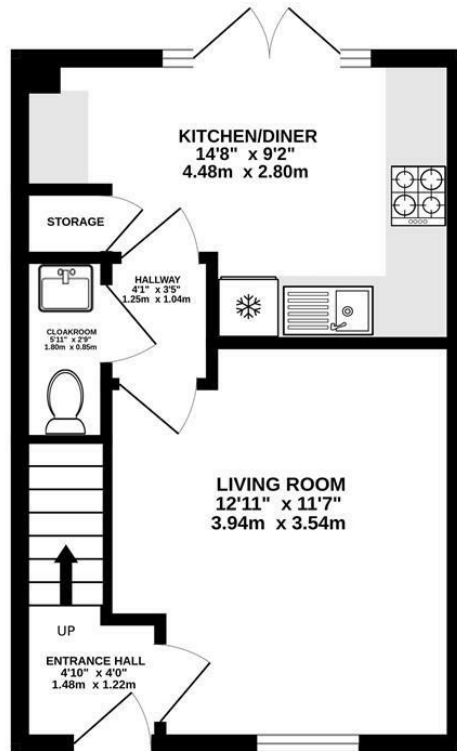 KITCHEN/DINER
14'8" x 9'2"
4.48m x 2.80m
STORAGE
HALLWAY
4'1" x 3'5"
1.25m x 1.04m
CLOAKROOM
5'11" x 2'9"
1.80m x 0.85m
LIVING ROOM
12'11" x 11'7"
3.94m x 3.54m
UP
ENTRANCE HALL
4'10" x 4'0"
1.48m x 1.22m